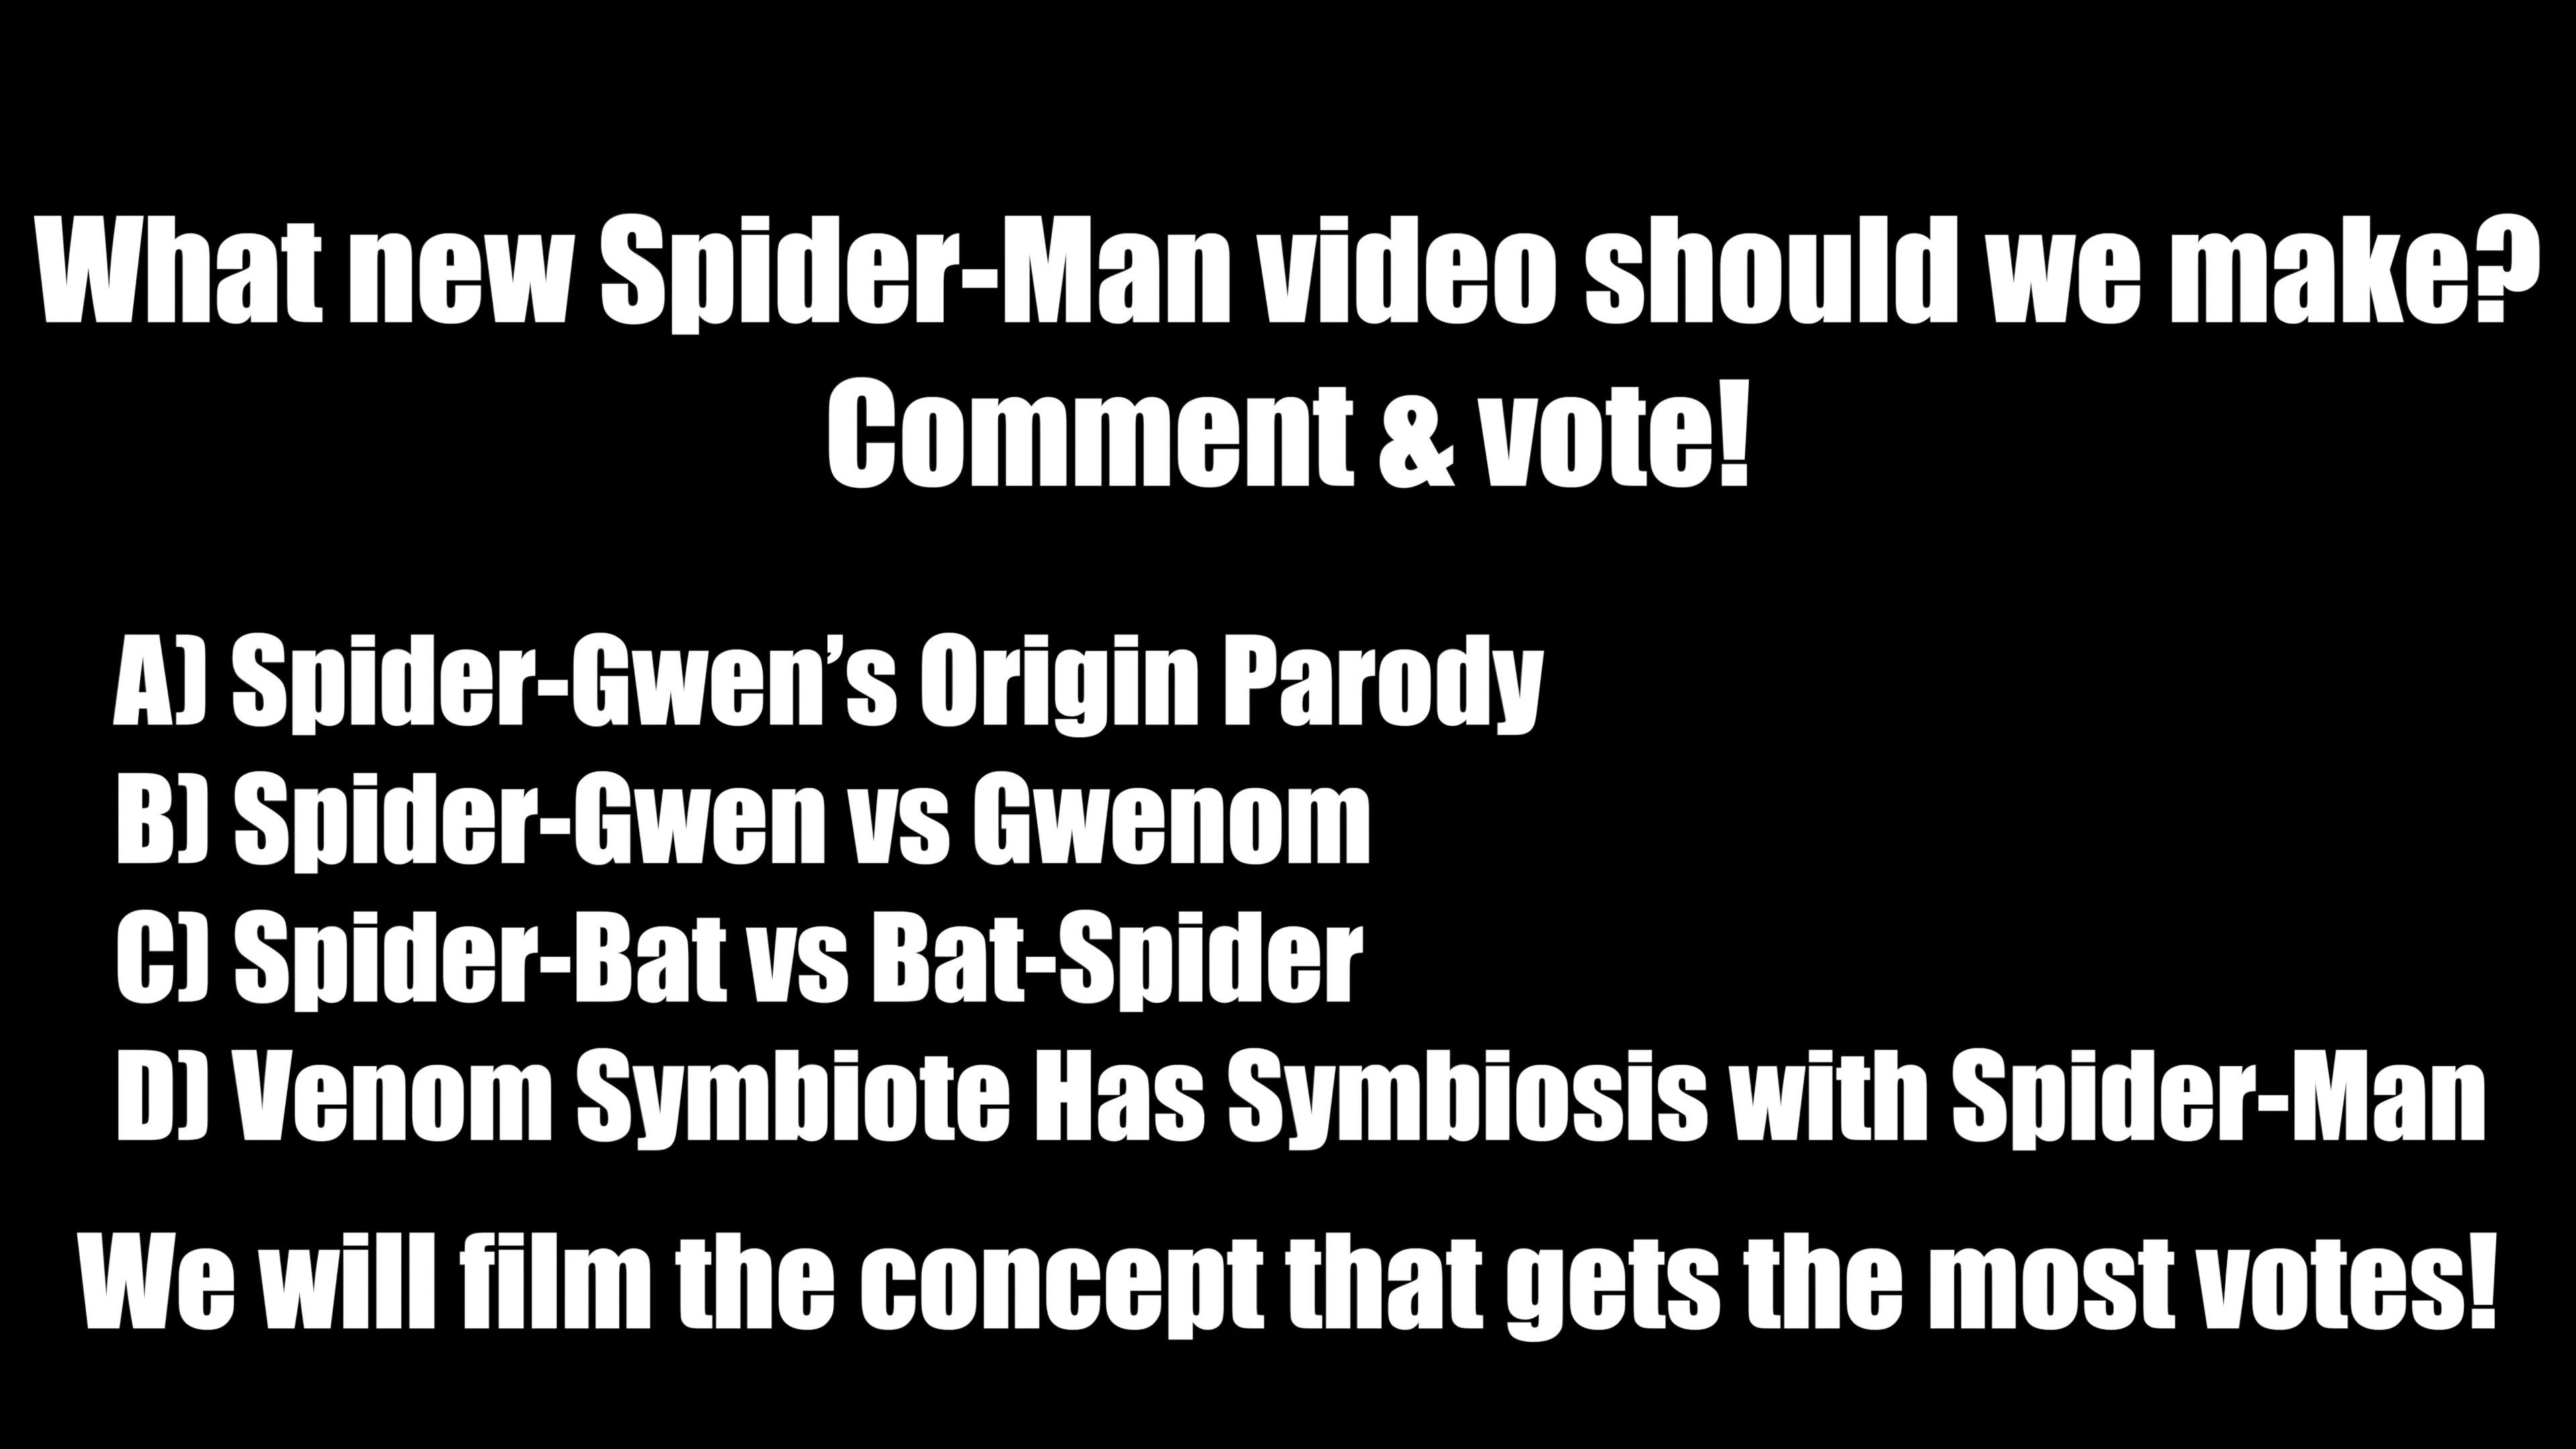 What new Spider-Man video should we make?
Comment & vote!
A) Spider-Gwen’s Origin Parody
B) Spider-Gwen vs Gwenom
C) Spider-Bat vs Bat-Spider
D) Venom Symbiote Has Symbiosis with Spider-Man
We will film the concept that gets the most votes!